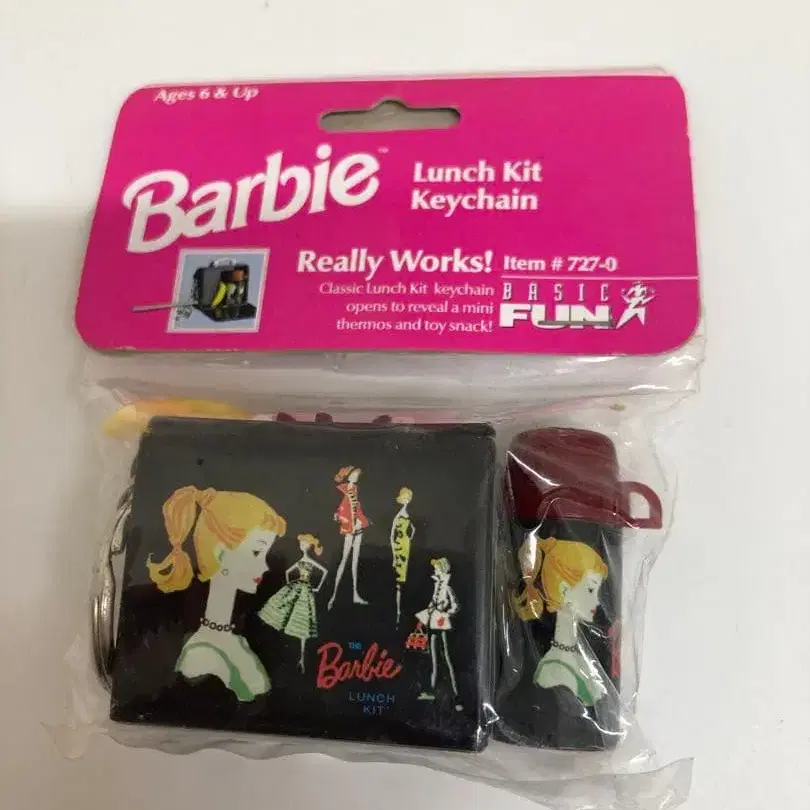 Ages 6 & Up
Barbie™
Lunch Kit
Keychain
Really Works!
Item # 727-0
Classic Lunch Kit keychain
opens to reveal a mini
thermos and toy snack!
BASIC
FUN
THE
Barbie
LUNCH
KIT